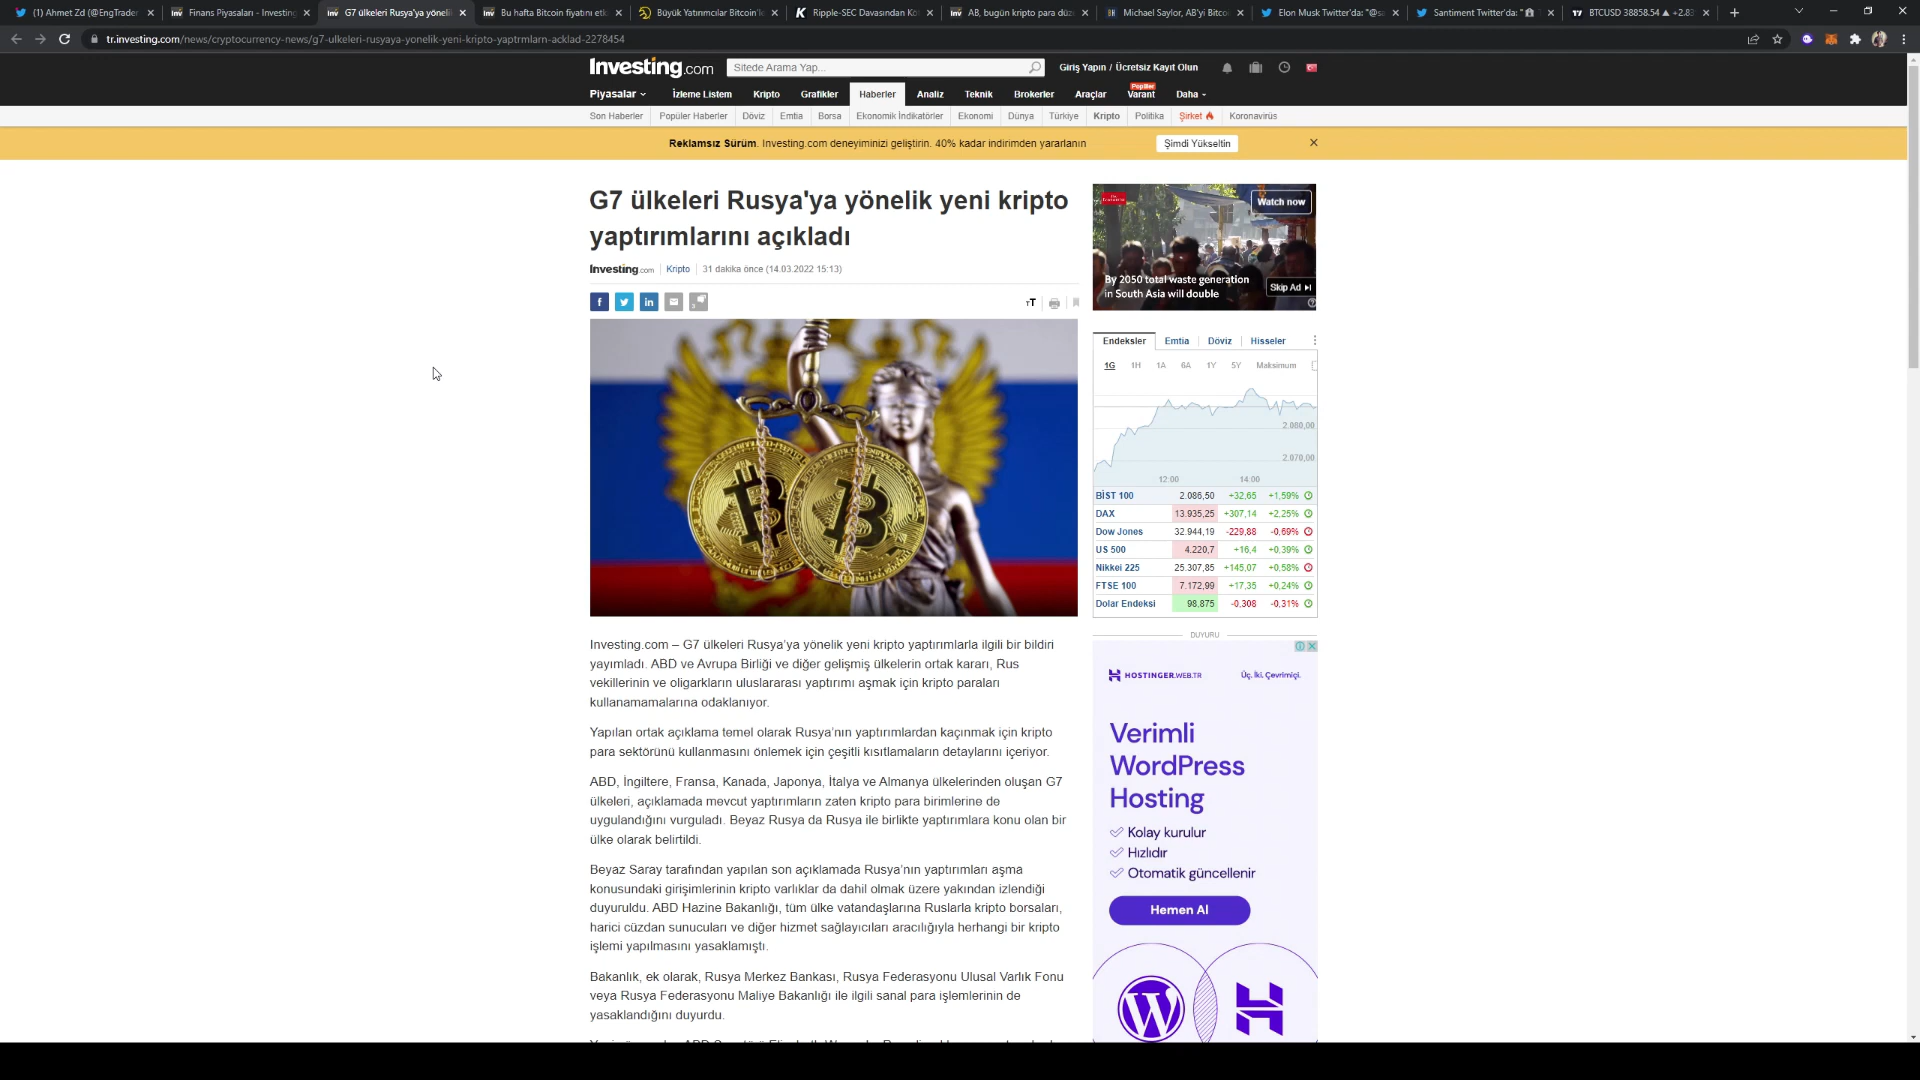 (1) Ahmet Zd (@EngTrader
Finans Piyasaları - Investing
G7 ülkeleri Rusya'ya yöneli
Bu hafta Bitcoin fiyatını etk
Büyük Yatırımcılar Bitcoin'i
Ripple-SEC Davasından Ko
AB, bugün kripto para düz
Michael Saylor, AB'yi Bitco
Elon Musk Twitter'da: "@sa
Santiment Twitter'da: "
BTCUSD 38858.54 ▲ +2.83
tr.investing.com/news/cryptocurrency-news/g7-ulkeleri-rusyaya-yonelik-yeni-kripto-yaptrmlarn-acklad-2278454
Investing.com
Sitede Arama Yap...
Giriş Yapın / Ücretsiz Kayıt Olun
Piyasalar
İzleme Listem
Kripto
Grafikler
Haberler
Analiz
Teknik
Brokerler
Araçlar
Popüler
Varant
Daha
Son Haberler
Popüler Haberler
Döviz
Emtia
Borsa
Ekonomik İndikatörler
Ekonomi
Dünya
Türkiye
Kripto
Politika
Şirket
Koronavirüs
Reklamsız Sürüm. Investing.com deneyiminizi geliştirin. 40% kadar indirimden yararlanın
Şimdi Yükseltin
G7 ülkeleri Rusya'ya yönelik yeni kripto
yaptırımlarını açıkladı
Investing.com
Kripto
31 dakika önce (14.03.2022 15:13)
Watch now
By 2050 total waste generation
in South Asia will double
Skip Ad
Endeksler
Emtia
Döviz
Hisseler
1G 1H 1A 6A 1Y 5Y Maksimum
2.080,00
2.070,00
12:00 14:00
BİST 100 2.086,50 +32,65 +1,59%
DAX 13.935,25 +307,14 +2,25%
Dow Jones 32.944,19 -229,88 -0,69%
US 500 4.220,7 +16,4 +0,39%
Nikkei 225 25.307,85 +145,07 +0,58%
FTSE 100 7.172,99 +17,35 +0,24%
Dolar Endeksi 98,875 -0,308 -0,31%
Investing.com – G7 ülkeleri Rusya'ya yönelik yeni kripto yaptırımlarla ilgili bir bildiri
yayımladı. ABD ve Avrupa Birliği ve diğer gelişmiş ülkelerin ortak kararı, Rus
vekillerinin ve oligarkların uluslararası yaptırımı aşmak için kripto paraları
kullanamamalarına odaklanıyor.
Yapılan ortak açıklama temel olarak Rusya'nın yaptırımlardan kaçınmak için kripto
para sektörünü kullanmasını önlemek için çeşitli kısıtlamaların detaylarını içeriyor.
ABD, İngiltere, Fransa, Kanada, Japonya, İtalya ve Almanya ülkelerinden oluşan G7
ülkeleri, açıklamada mevcut yaptırımların zaten kripto para birimlerine de
uygulandığını vurguladı. Beyaz Rusya da Rusya ile birlikte yaptırımlara konu olan bir
ülke olarak belirtildi.
Beyaz Saray tarafından yapılan son açıklamada Rusya'nın yaptırımları aşma
konusundaki girişimlerinin kripto varlıklar da dahil olmak üzere yakından izlendiği
duyuruldu. ABD Hazine Bakanlığı, tüm ülke vatandaşlarına Ruslarla kripto borsaları,
harici cüzdan sunucuları ve diğer hizmet sağlayıcıları aracılığıyla herhangi bir kripto
işlemi yapılmasını yasaklamıştı.
Bakanlık, ek olarak, Rusya Merkez Bankası, Rusya Federasyonu Ulusal Varlık Fonu
veya Rusya Federasyonu Maliye Bakanlığı ile ilgili sanal para işlemlerinin de
yasaklandığını duyurdu.
DUYURU
HOSTINGER.WEB.TR
Üç. İki. Çevrimiçi.
Verimli
WordPress
Hosting
Kolay kurulur
Hızlıdır
Otomatik güncellenir
Hemen Al